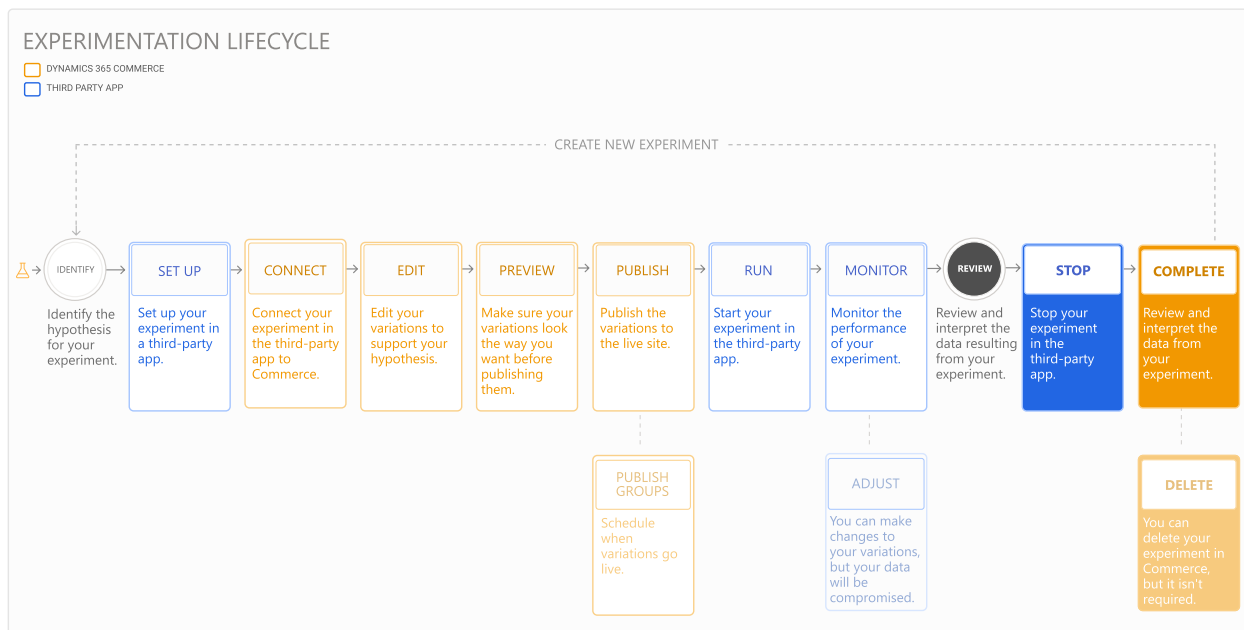 EXPERIMENTATION LIFECYCLE
DYNAMICS 365 COMMERCE
THIRD PARTY APP
CREATE NEW EXPERIMENT
IDENTIFY
Identify the
hypothesis
for your
experiment.
SET UP
Set up your
experiment in
a third-party
app.
CONNECT
Connect your
experiment in
the third-party
app to
Commerce.
EDIT
Edit your
variations to
support your
hypothesis.
PREVIEW
Make sure your
variations look
the way you
want before
publishing
them.
PUBLISH
Publish the
variations to
the live site.
RUN
Start your
experiment in
the third-party
app.
MONITOR
Monitor the
performance
of your
experiment.
REVIEW
Review and
interpret the
data resulting
from your
experiment.
STOP
Stop your
experiment
in the
third-party
app.
COMPLETE
Review and
interpret the
data from
your
experiment.
PUBLISH
GROUPS
Schedule
when
variations go
live.
ADJUST
You can make
changes to
your variations,
but your data
will be
compromised.
DELETE
You can
delete your
experiment in
Commerce,
but it isn't
required.